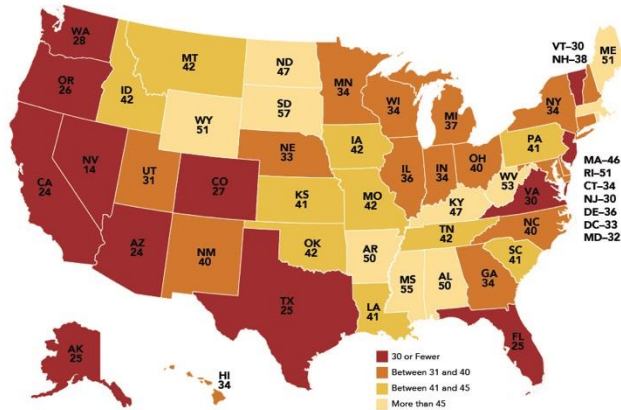 WA
28
OR
26
CA
24
NV
14
ID
42
MT
42
WY
51
UT
31
AZ
24
CO
27
NM
40
ND
47
SD
57
NE
33
KS
41
OK
42
TX
25
MN
34
IA
42
MO
42
AR
50
LA
41
WI
34
IL
36
MI
37
IN
34
OH
40
KY
47
TN
42
MS
55
AL
50
GA
34
FL
25
SC
41
NC
40
VA
30
WV
53
PA
41
NY
34
ME
51
VT–30
NH–38
MA–46
RI–51
CT–34
NJ–30
DE–36
DC–33
MD–32
AK
25
HI
34
30 or Fewer
Between 31 and 40
Between 41 and 45
More than 45